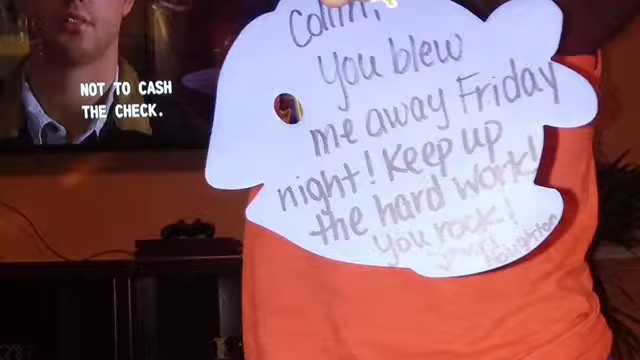 NOT TO CASH
THE CHECK.
Collin,
You blew
me away Friday
night! Keep up
the hard work!
You rock!
Houghton